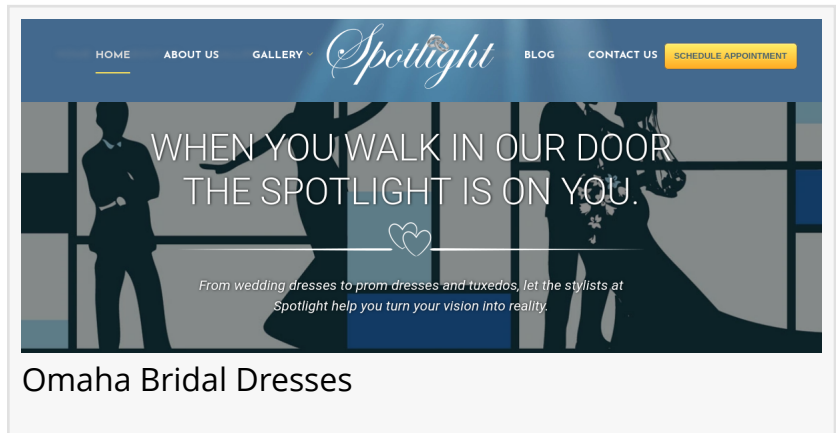 HOME ABOUT US GALLERY Spotlight BLOG CONTACT US SCHEDULE APPOINTMENT
WHEN YOU WALK IN OUR DOOR
THE SPOTLIGHT IS ON YOU.
From wedding dresses to prom dresses and tuxedos, let the stylists at
Spotlight help you turn your vision into reality.
Omaha Bridal Dresses